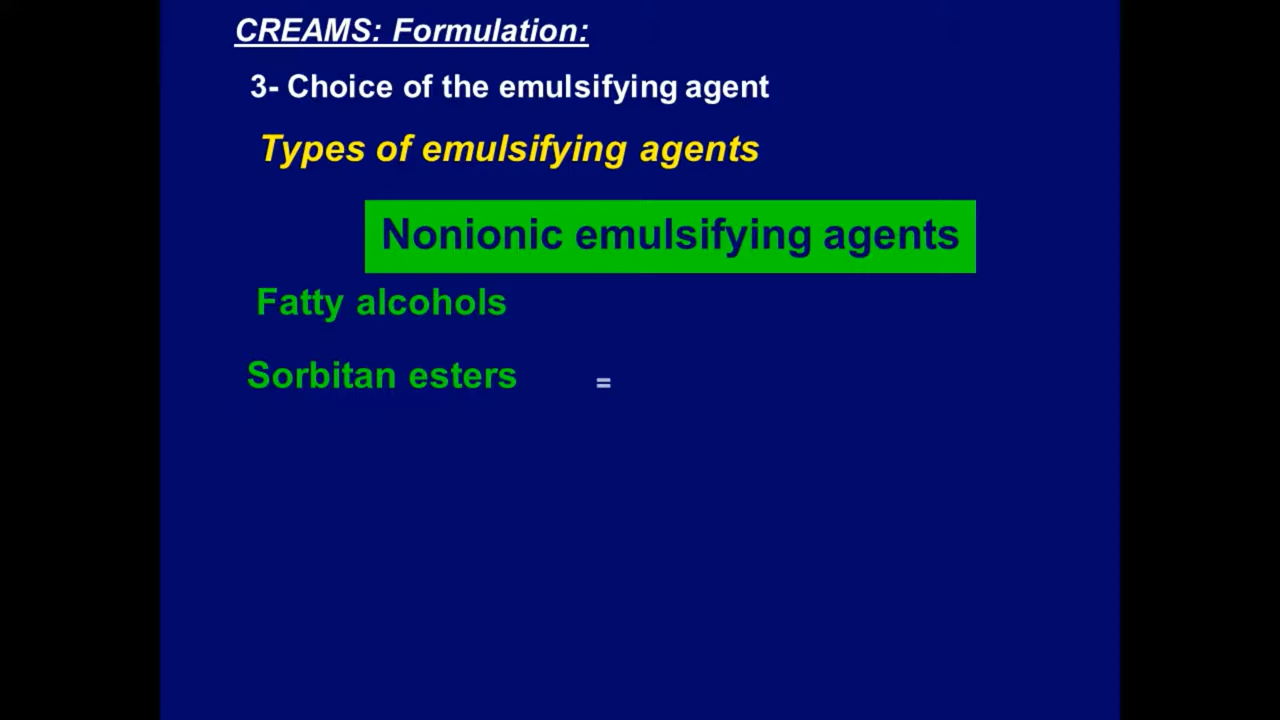 CREAMS: Formulation:
3- Choice of the emulsifying agent
Types of emulsifying agents
Nonionic emulsifying agents
Fatty alcohols
Sorbitan esters =